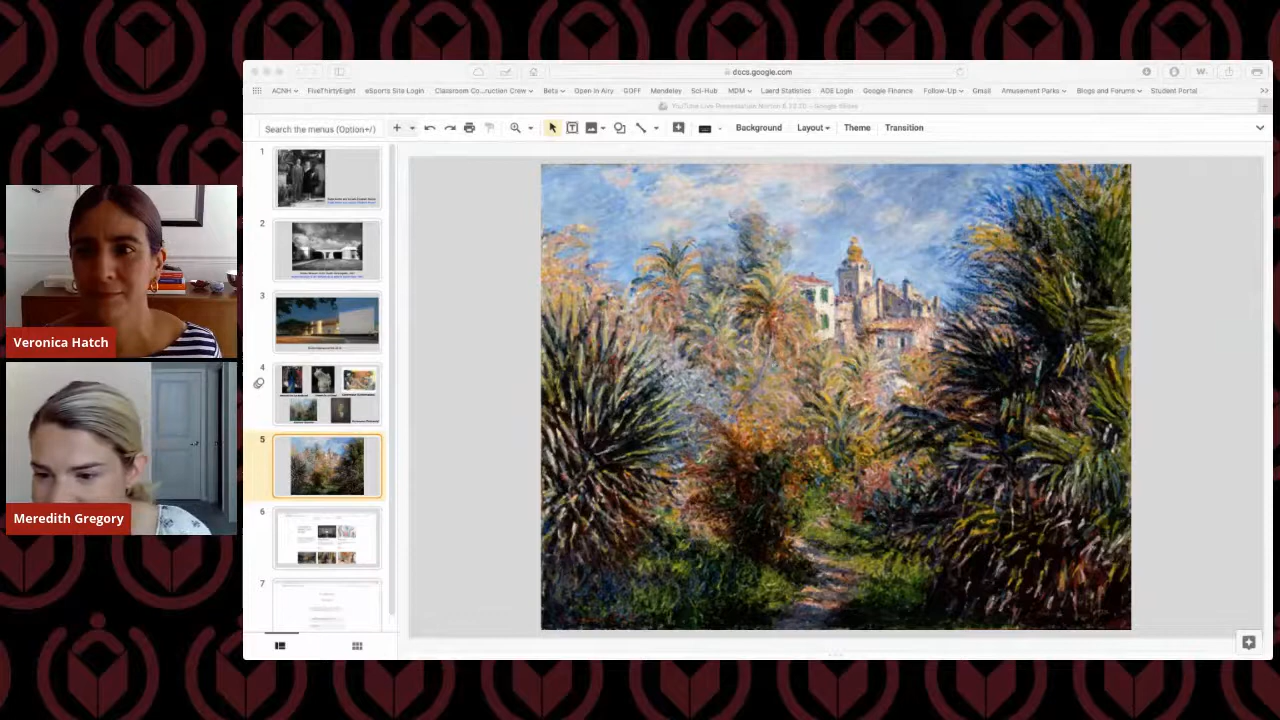 docs.google.com
W.
ACNH
FiveThirtyEight
eSports Site Login
Classroom Co...ruction Crew
Beta
Open in Airy
GOFF
Mendeley
Sci-Hub
MDM
Laerd Statistics
ADE Login
Google Finance
Follow-Up
Gmail
Amusement Parks
Blogs and Forums
Student Portal
Search the menus (Option+/)
Background
Layout
Theme
Transition
1
2
3
4
5
6
7
Veronica Hatch
Meredith Gregory